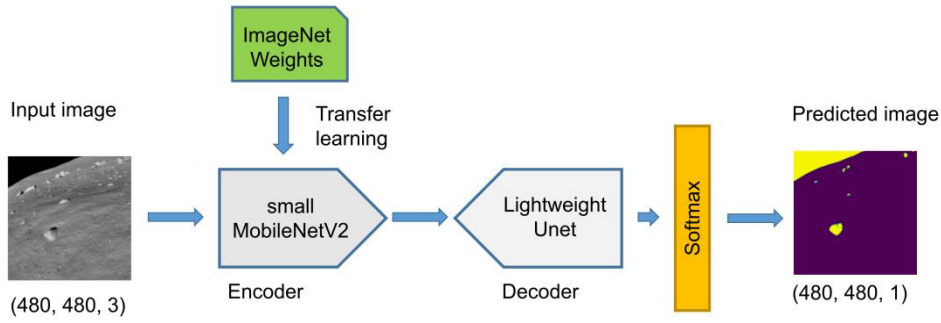 ImageNet
Weights
Input image
Transfer
learning
Predicted image
small
MobileNetV2
Lightweight
Unet
Softmax
(480, 480, 3)
Encoder
Decoder
(480, 480, 1)